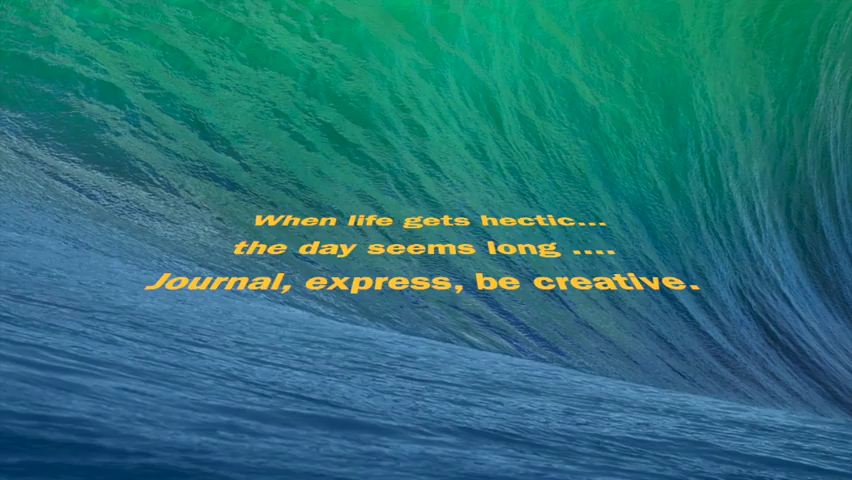 When life gets hectic...
the day seems long ....
Journal, express, be creative.